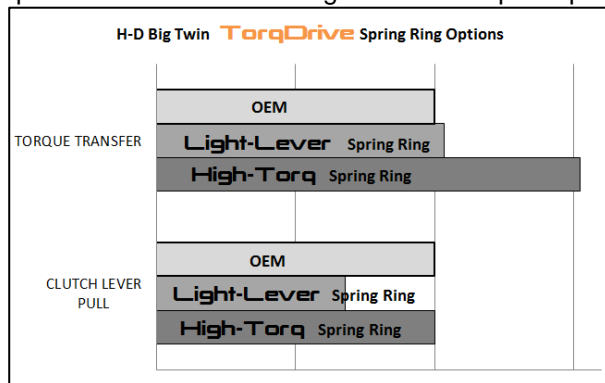 H-D Big Twin TorqDrive Spring Ring Options
TORQUE TRANSFER
OEM
Light-Lever Spring Ring
High-Torq Spring Ring
CLUTCH LEVER
PULL
OEM
Light-Lever Spring Ring
High-Torq Spring Ring